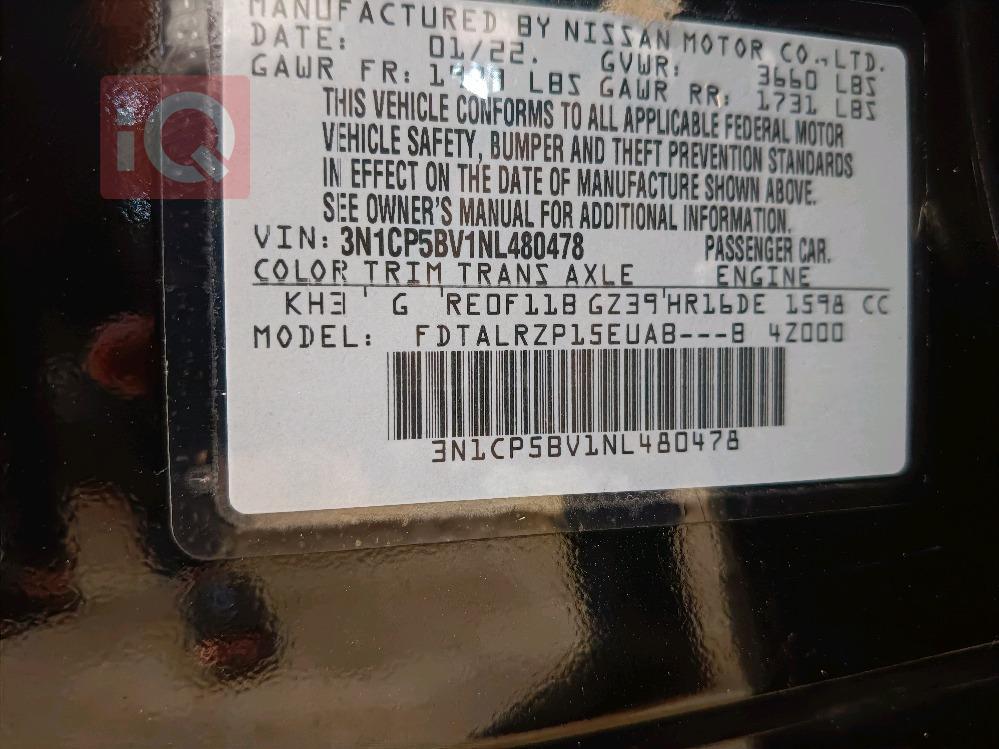 MANUFACTURED BY NISSAN MOTOR CO.,LTD.
DATE: 01/22. GVWR: 3660 LBS
GAWR FR: LBS GAWR RR: 1731 LBS
THIS VEHICLE CONFORMS TO ALL APPLICABLE FEDERAL MOTOR
VEHICLE SAFETY, BUMPER AND THEFT PREVENTION STANDARDS
IN EFFECT ON THE DATE OF MANUFACTURE SHOWN ABOVE.
SEE OWNER'S MANUAL FOR ADDITIONAL INFORMATION.
VIN: 3N1CP5BV1NL480478 PASSENGER CAR.
COLOR TRIM TRANS AXLE ENGINE
KH3 G RE0F11B GZ39 HR16DE 1598 CC
MODEL: FDTALRZP15EUAB---B 4Z000
3N1CP5BV1NL480478
iQ